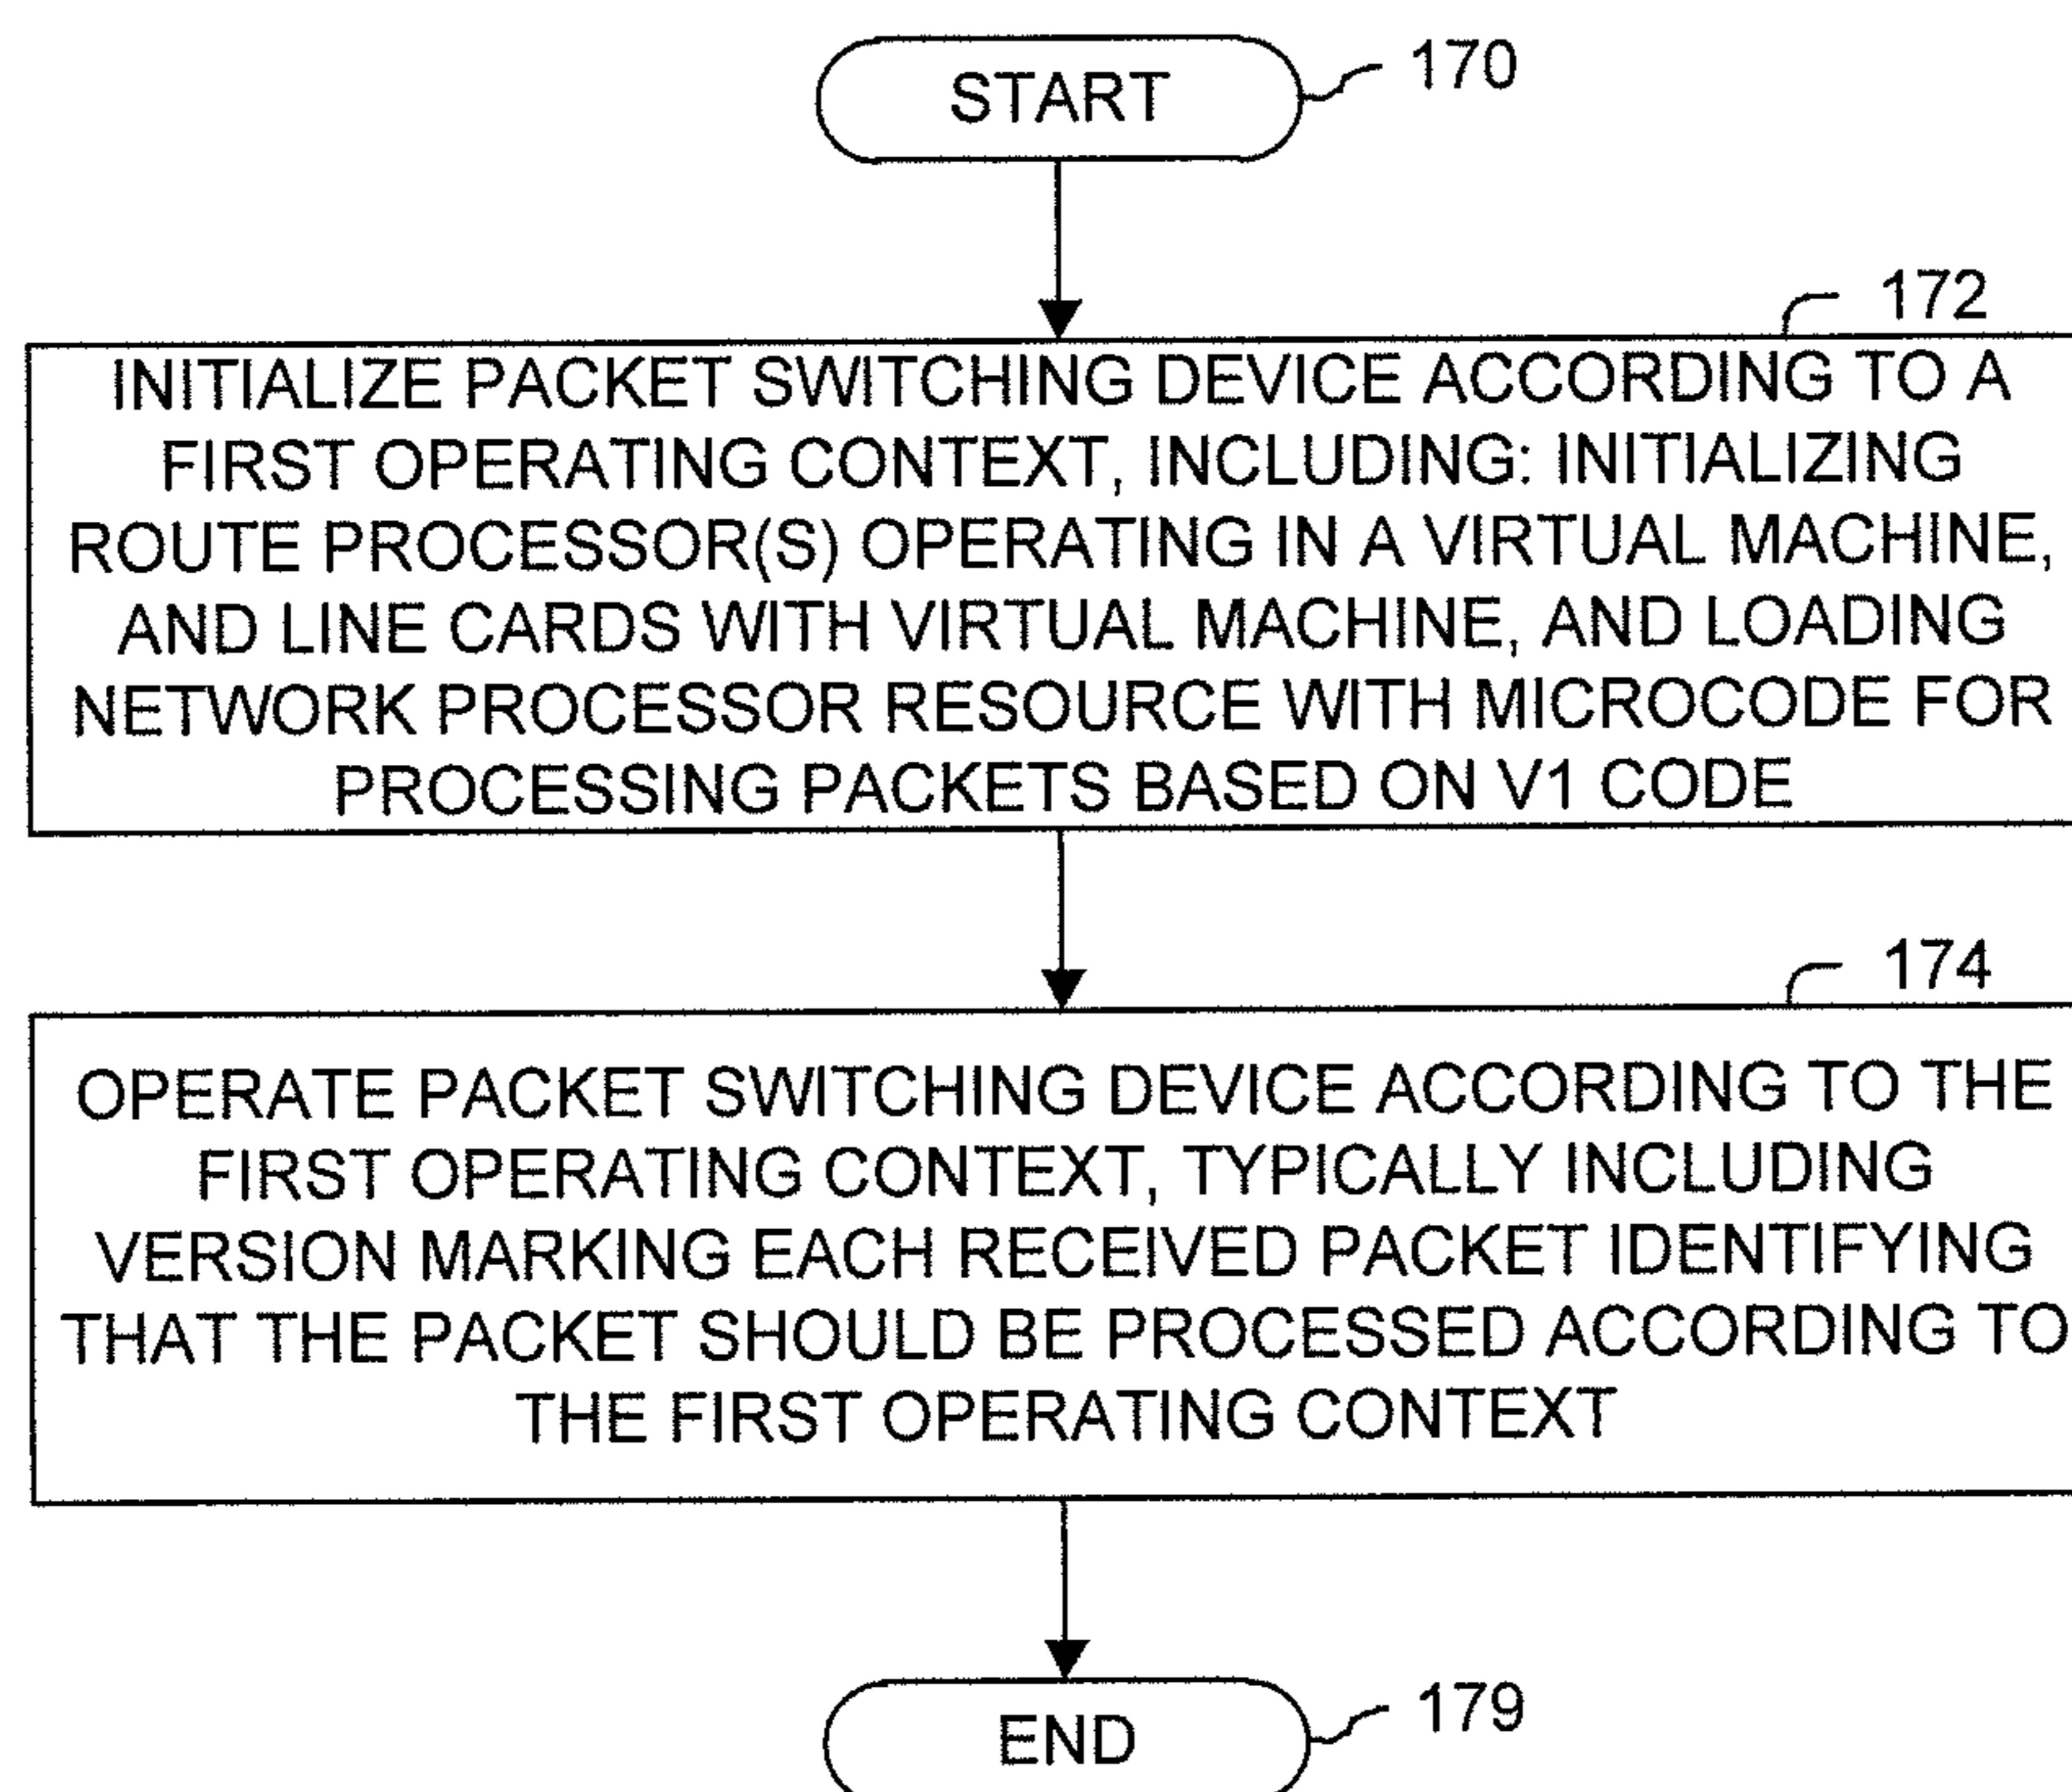 START
170
172
INITIALIZE PACKET SWITCHING DEVICE ACCORDING TO A
FIRST OPERATING CONTEXT, INCLUDING: INITIALIZING
ROUTE PROCESSOR(S) OPERATING IN A VIRTUAL MACHINE,
AND LINE CARDS WITH VIRTUAL MACHINE, AND LOADING
NETWORK PROCESSOR RESOURCE WITH MICROCODE FOR
PROCESSING PACKETS BASED ON V1 CODE
174
OPERATE PACKET SWITCHING DEVICE ACCORDING TO THE
FIRST OPERATING CONTEXT, TYPICALLY INCLUDING
VERSION MARKING EACH RECEIVED PACKET IDENTIFYING
THAT THE PACKET SHOULD BE PROCESSED ACCORDING TO
THE FIRST OPERATING CONTEXT
END
179